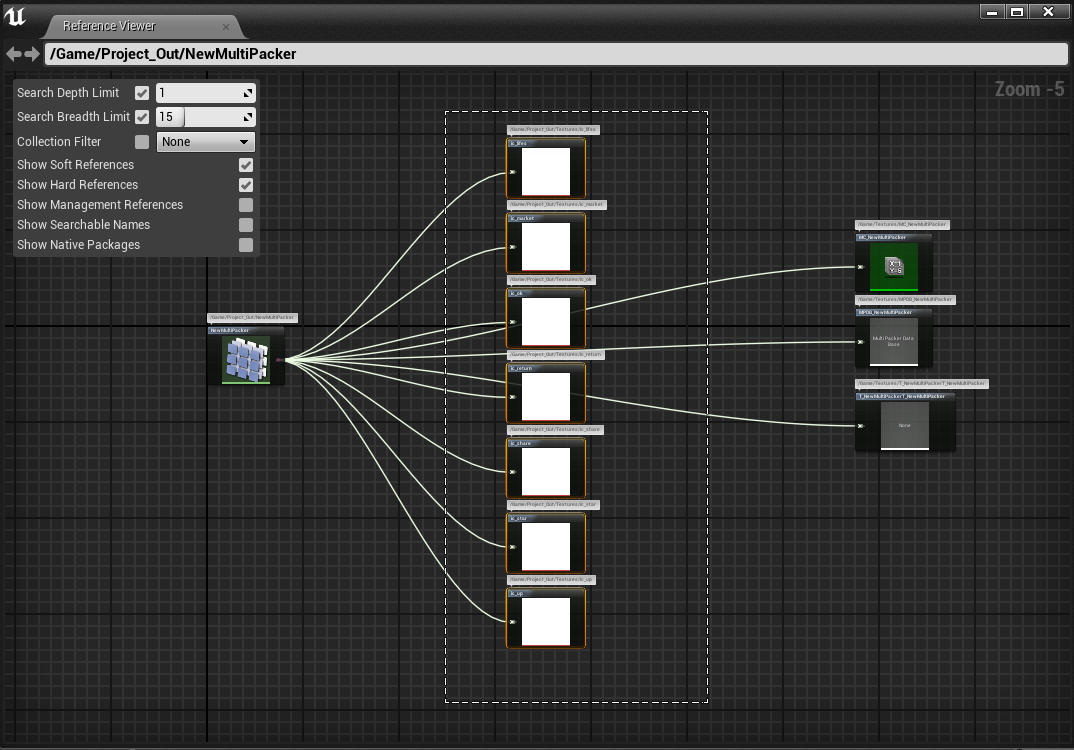 Reference Viewer
/Game/Project_Out/NewMultiPacker
Zoom -5
Search Depth Limit 1
Search Breadth Limit 15
Collection Filter None
Show Soft References
Show Hard References
Show Management References
Show Searchable Names
Show Native Packages
/Game/Project_Out/NewMultiPacker
NewMultiPacker
/Game/Project_Out/Textures/ic_lifes
ic_lifes
/Game/Project_Out/Textures/ic_market
ic_market
/Game/Project_Out/Textures/ic_ok
ic_ok
/Game/Project_Out/Textures/ic_return
ic_return
/Game/Project_Out/Textures/ic_share
ic_share
/Game/Project_Out/Textures/ic_star
ic_star
/Game/Project_Out/Textures/ic_up
ic_up
/Game/Textures/MC_NewMultiPacker
MC_NewMultiPacker
/Game/Textures/MPDB_NewMultiPacker
MPDB_NewMultiPacker
Multi Packer Data
Base
/Game/Textures/T_NewMultiPackerT_NewMultiPacker
T_NewMultiPackerT_NewMultiPacker
None